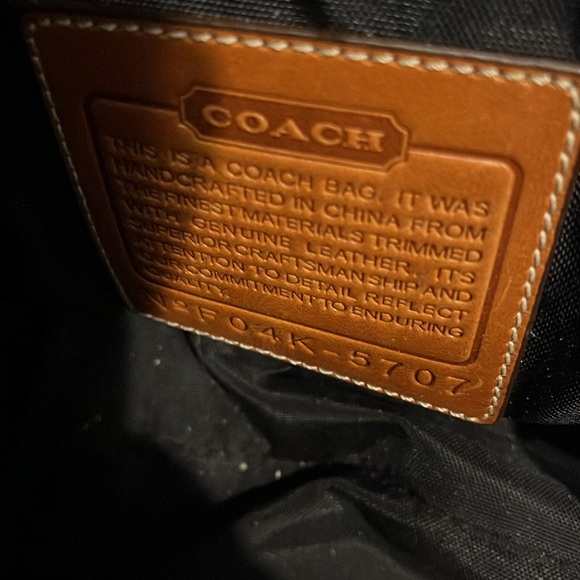 COACH
THIS IS A COACH BAG. IT WAS
HANDCRAFTED IN CHINA FROM
THE FINEST MATERIALS TRIMMED
WITH GENUINE LEATHER. ITS
SUPERIOR CRAFTSMANSHIP AND
ATTENTION TO DETAIL REFLECT
OUR COMMITMENT TO ENDURING
QUALITY.
Nº F04K-5707